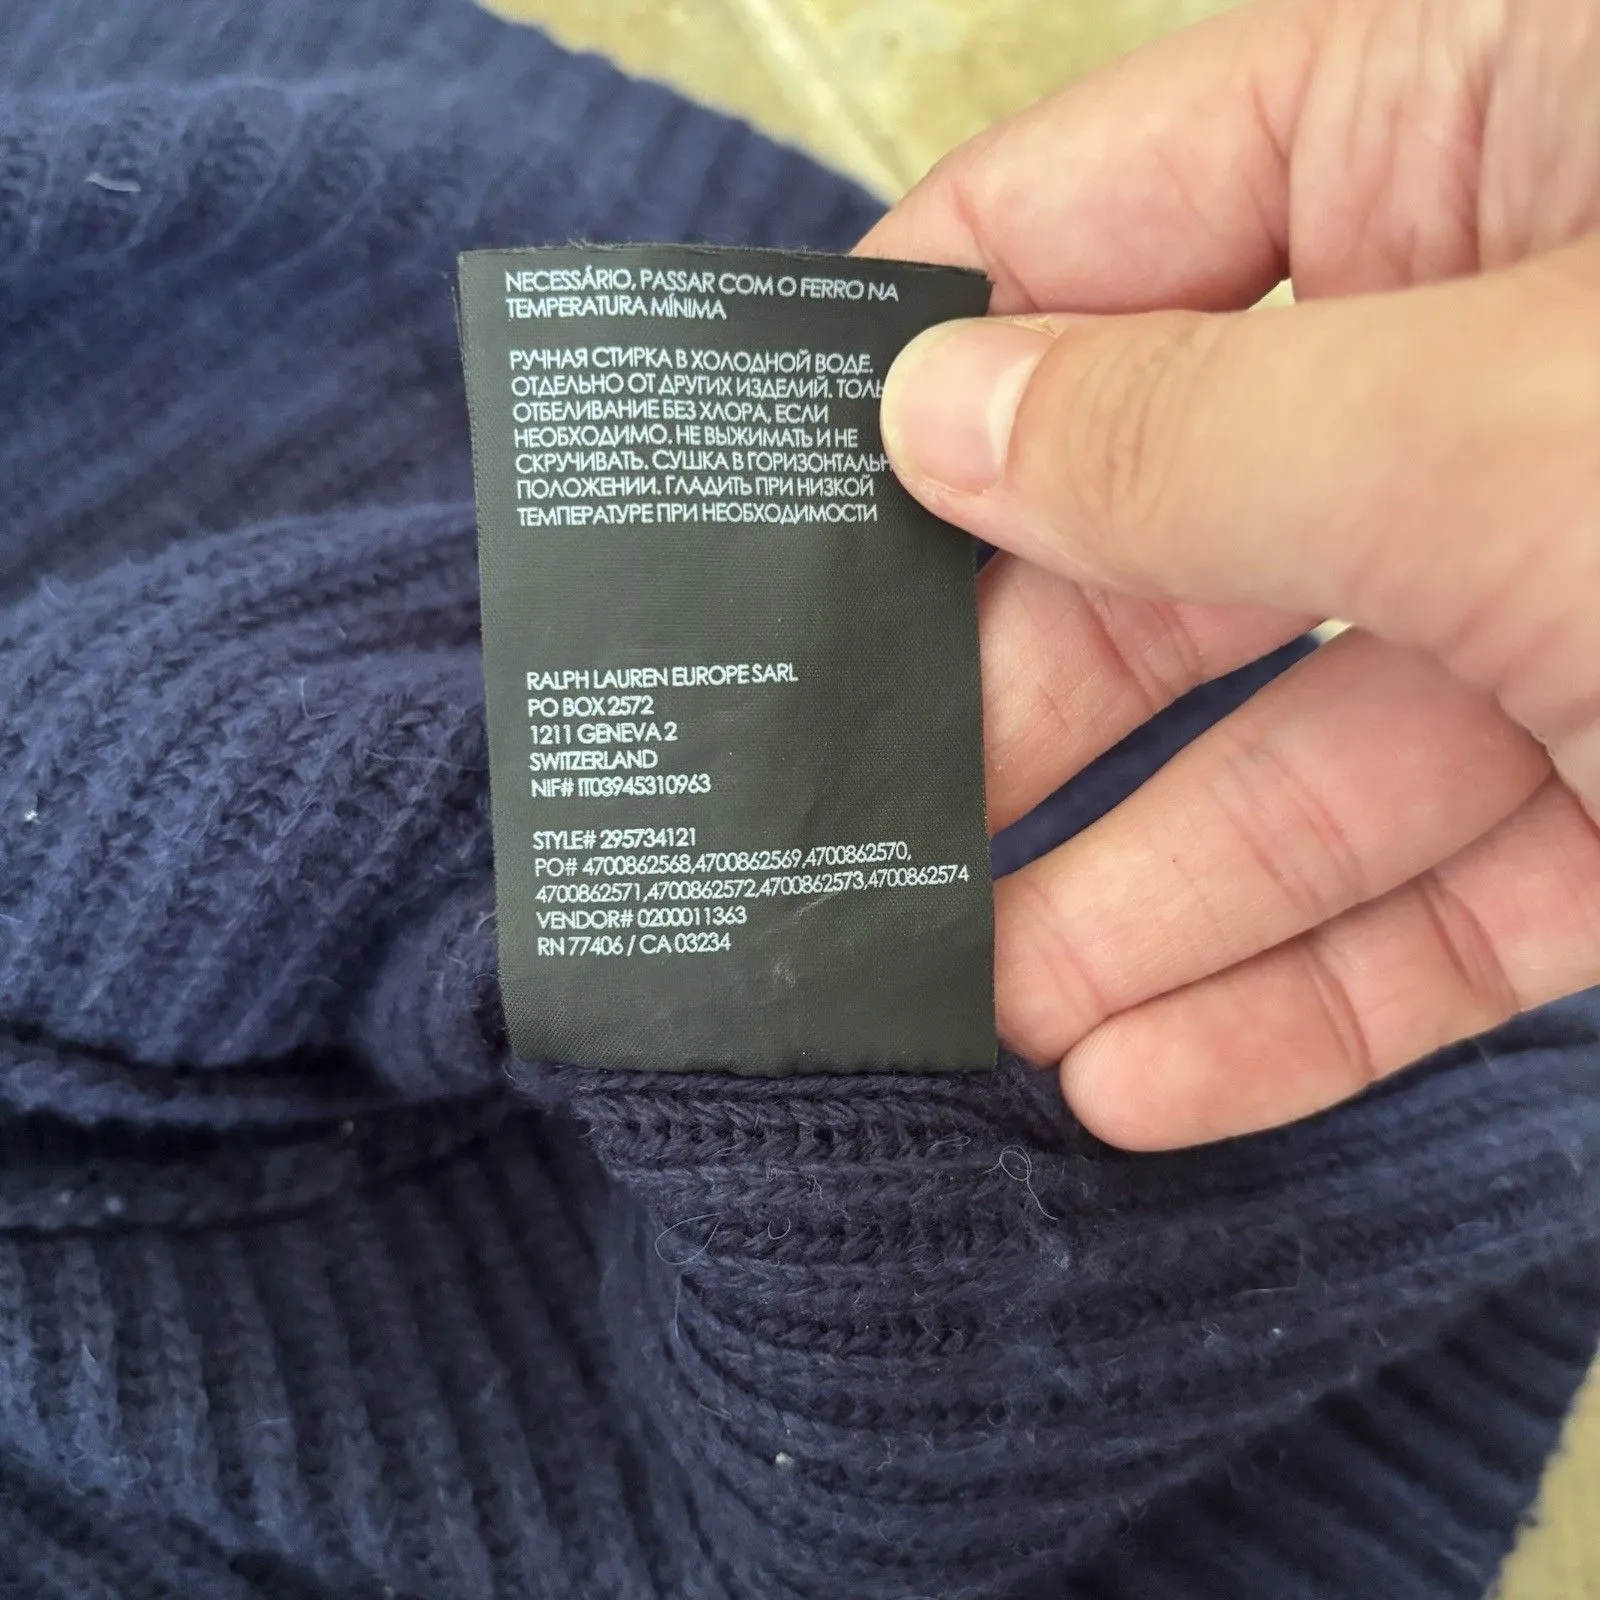 NECESSÁRIO, PASSAR COM O FERRO NA
TEMPERATURA MÍNIMA
РУЧНАЯ СТИРКА В ХОЛОДНОЙ ВОДЕ.
ОТДЕЛЬНО ОТ ДРУГИХ ИЗДЕЛИЙ.
ОТБЕЛИВАНИЕ БЕЗ ХЛОРА, ЕСЛИ
НЕОБХОДИМО. НЕ ВЫЖИМАТЬ И НЕ
СКРУЧИВАТЬ. СУШКА В
ПОЛОЖЕНИИ. ГЛАДИТЬ ПРИ НИЗКОЙ
ТЕМПЕРАТУРЕ ПРИ НЕОБХОДИМОСТИ
RALPH LAUREN EUROPE SARL
PO BOX 2572
1211 GENEVA 2
SWITZERLAND
NIF# IT03945310963
STYLE# 295734121
PO# 4700862568,4700862569,4700862570,
4700862571,4700862572,4700862573,4700862574
VENDOR# 0200011363
RN 77406 / CA 03234